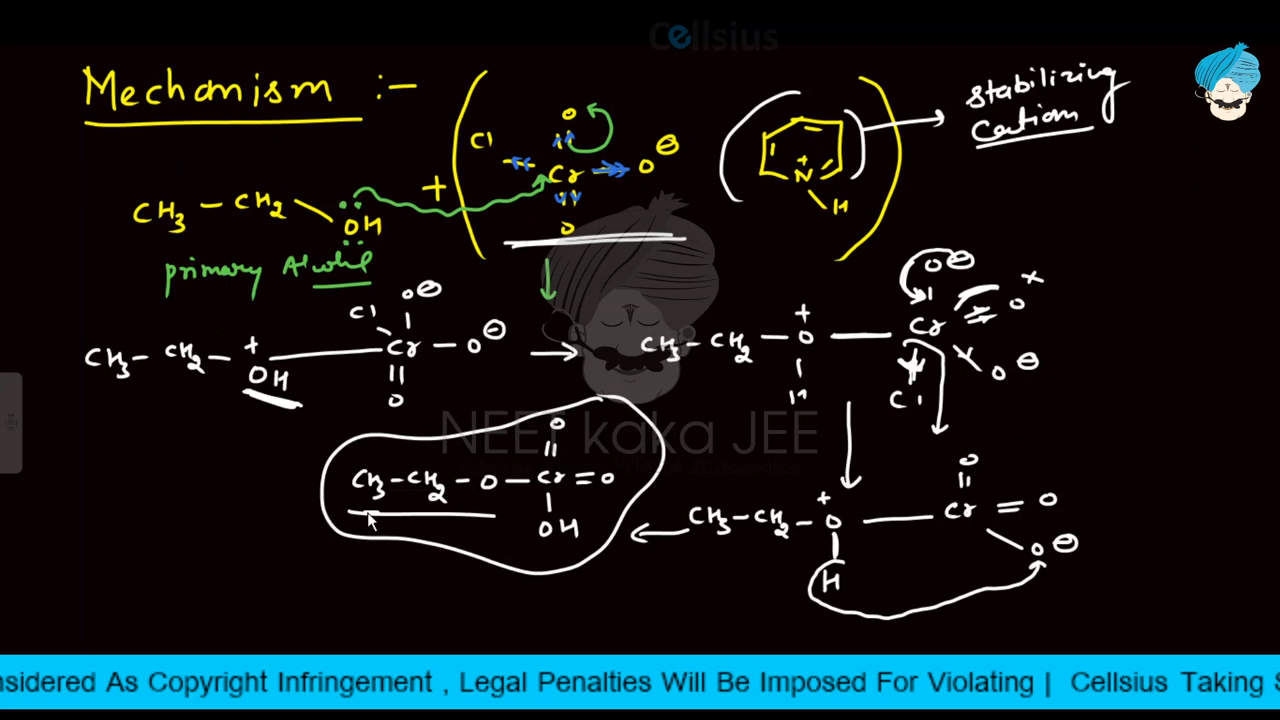 Cellsius
Mechanism :-
stabilizing
Cation
CH3 - CH2 OH
+
Cl Cr O ⊖
O
O
N + H
primary Alcohol
CH3 - CH2 - OH +
Cl O ⊖
Cr - O ⊖
O
CH3 - CH2 - O + - Cr
H
O ⊖
O
O ⊖
Cl
NEET kaka JEE
CH3 - CH2 - O - Cr = O
O
OH
CH3 - CH2 - O + - Cr = O
O
O ⊖
H
nsidered As Copyright Infringement , Legal Penalties Will Be Imposed For Violating | Cellsius Taking S